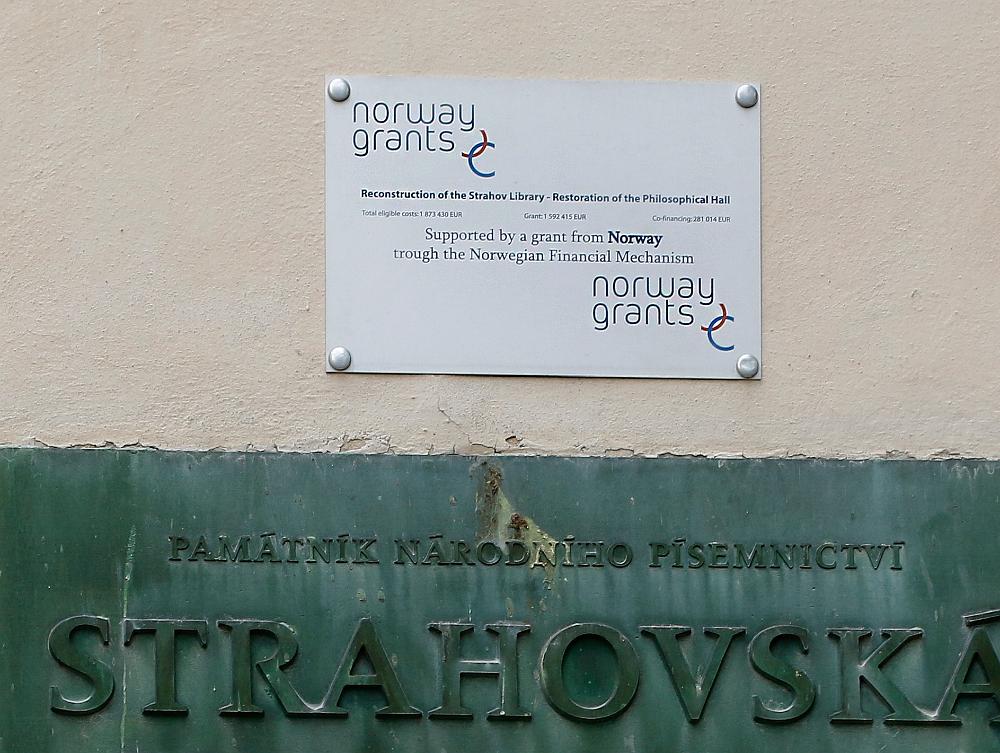 norway
grants
Reconstruction of the Strahov Library - Restoration of the Philosophical Hall
Total eligible costs: 1 873 430 EUR Grant: 1 592 415 EUR Co-financing: 281 014 EUR
Supported by a grant from Norway
trough the Norwegian Financial Mechanism
norway
grants
PAMÁTNÍK NÁRODNÍHO PÍSEMNICTVÍ
STRAHOVSKÁ